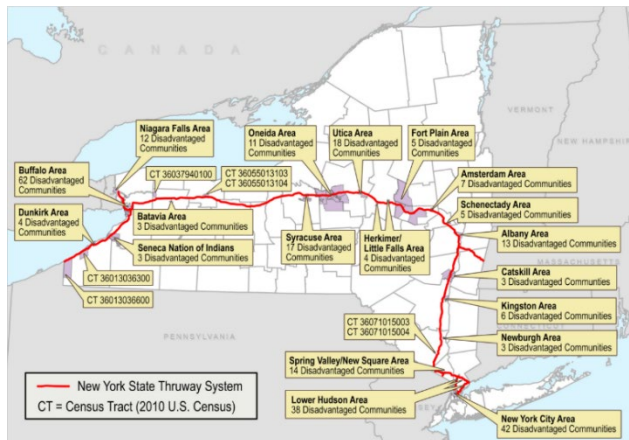 CANADA
VERMONT
NEW HAMPSHIRE
Niagara Falls Area
12 Disadvantaged
Communities
Oneida Area
11 Disadvantaged
Communities
Utica Area
18 Disadvantaged
Communities
Fort Plain Area
5 Disadvantaged
Communities
Buffalo Area
62 Disadvantaged
Communities
CT 36037940100
CT 36055013103
CT 36055013104
Amsterdam Area
7 Disadvantaged
Communities
Schenectady Area
5 Disadvantaged
Communities
Dunkirk Area
4 Disadvantaged
Communities
Batavia Area
3 Disadvantaged
Communities
Seneca Nation of Indians
3 Disadvantaged
Communities
Syracuse Area
17 Disadvantaged
Communities
Herkimer/
Little Falls Area
4 Disadvantaged
Communities
Albany Area
13 Disadvantaged
Communities
MASSACHUSETTS
CT 36013036300
CT 36013036600
Catskill Area
3 Disadvantaged
Communities
Kingston Area
6 Disadvantaged Communities
CONNECTICUT
PENNSYLVANIA
CT 36071015003
CT 36071015004
Newburgh Area
3 Disadvantaged Communities
Spring Valley/New Square Area
14 Disadvantaged Communities
Lower Hudson Area
38 Disadvantaged Communities
New York City Area
42 Disadvantaged Communities
New York State Thruway System
CT = Census Tract (2010 U.S. Census)